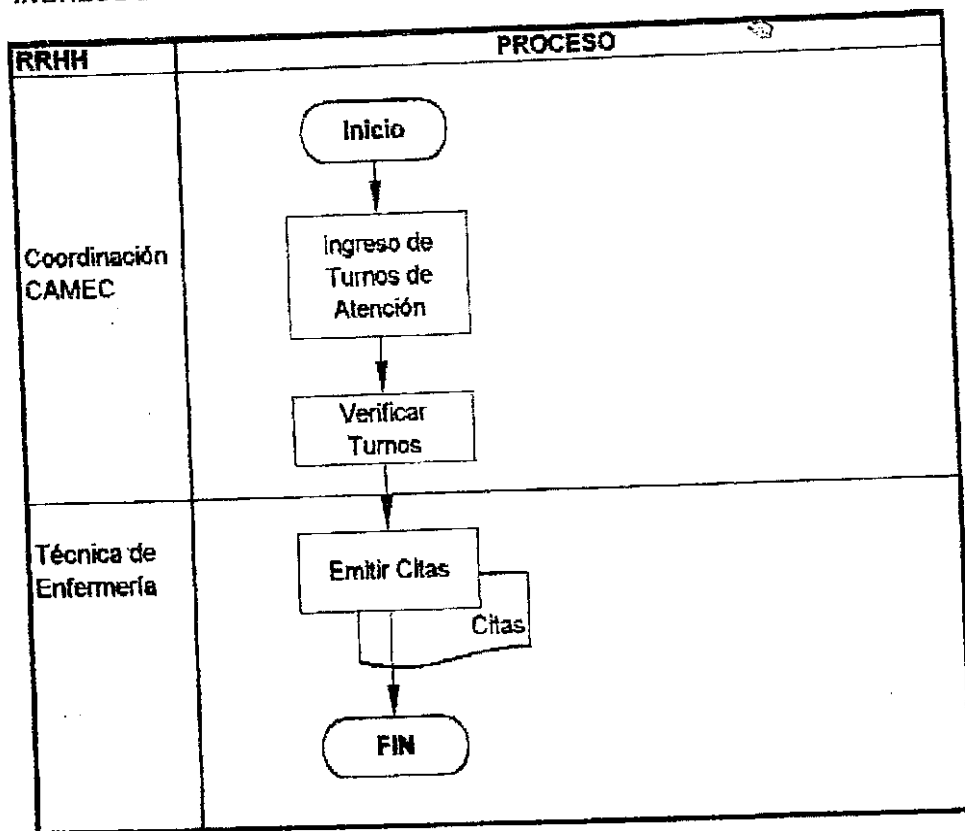 RRHH
PROCESO
Inicio
Coordinación
CAMEC
Ingreso de
Turnos de
Atención
Verificar
Turnos
Técnica de
Enfermería
Emitir Citas
Citas
FIN